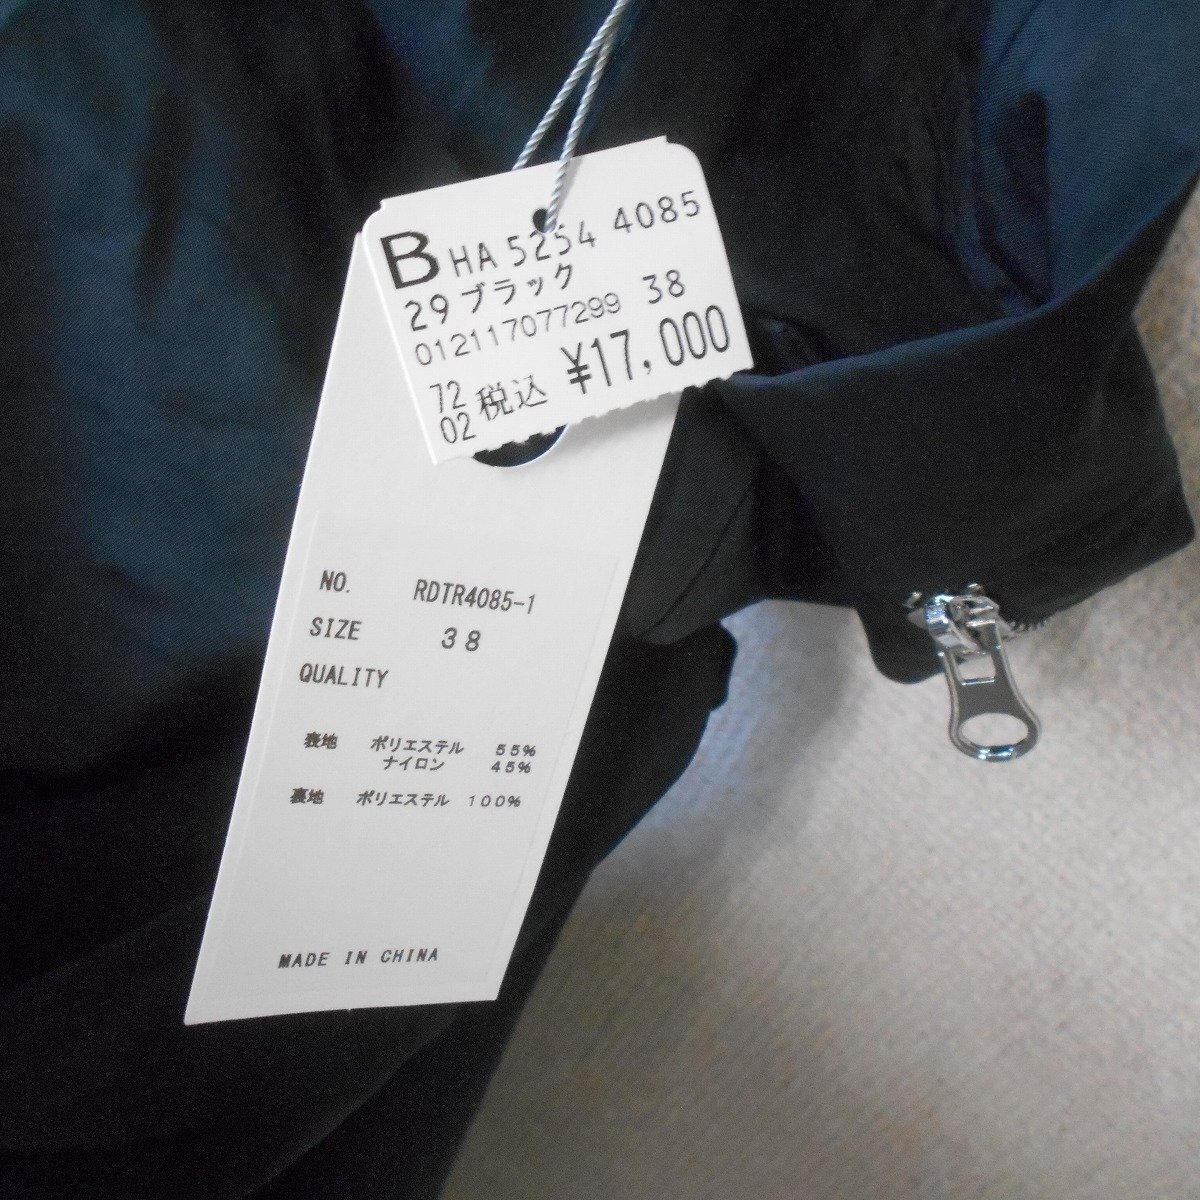 B HA 5254 4085
29 ブラック 38
012117077299
72 税込 ¥17,000
02
NO. RDTR4085-1
SIZE 38
QUALITY
表地 ポリエステル 55%
ナイロン 45%
裏地 ポリエステル 100%
MADE IN CHINA